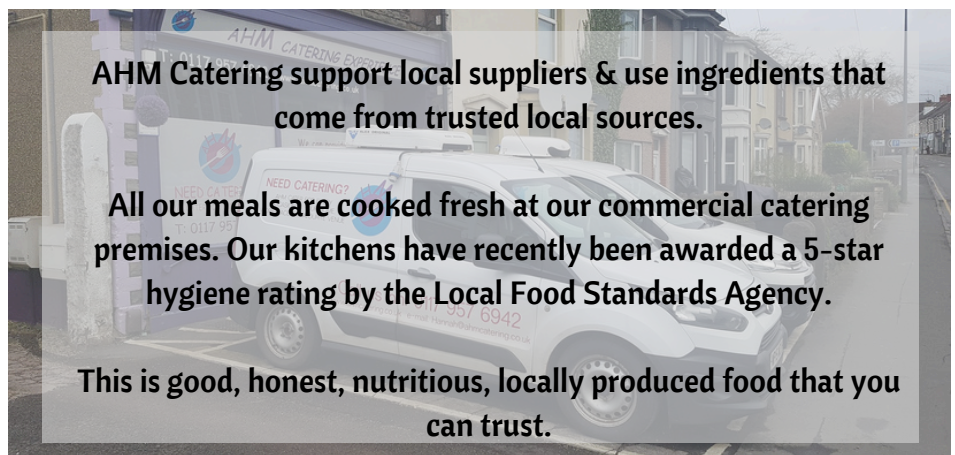 AHM CATERING EXPERT
T: 0117 957
AHM Catering support local suppliers & use ingredients that
come from trusted local sources.
NEED CATERING?
All our meals are cooked fresh at our commercial catering
premises. Our kitchens have recently been awarded a 5-star
hygiene rating by the Local Food Standards Agency.
0117 957 6942
This is good, honest, nutritious, locally produced food that you
can trust.